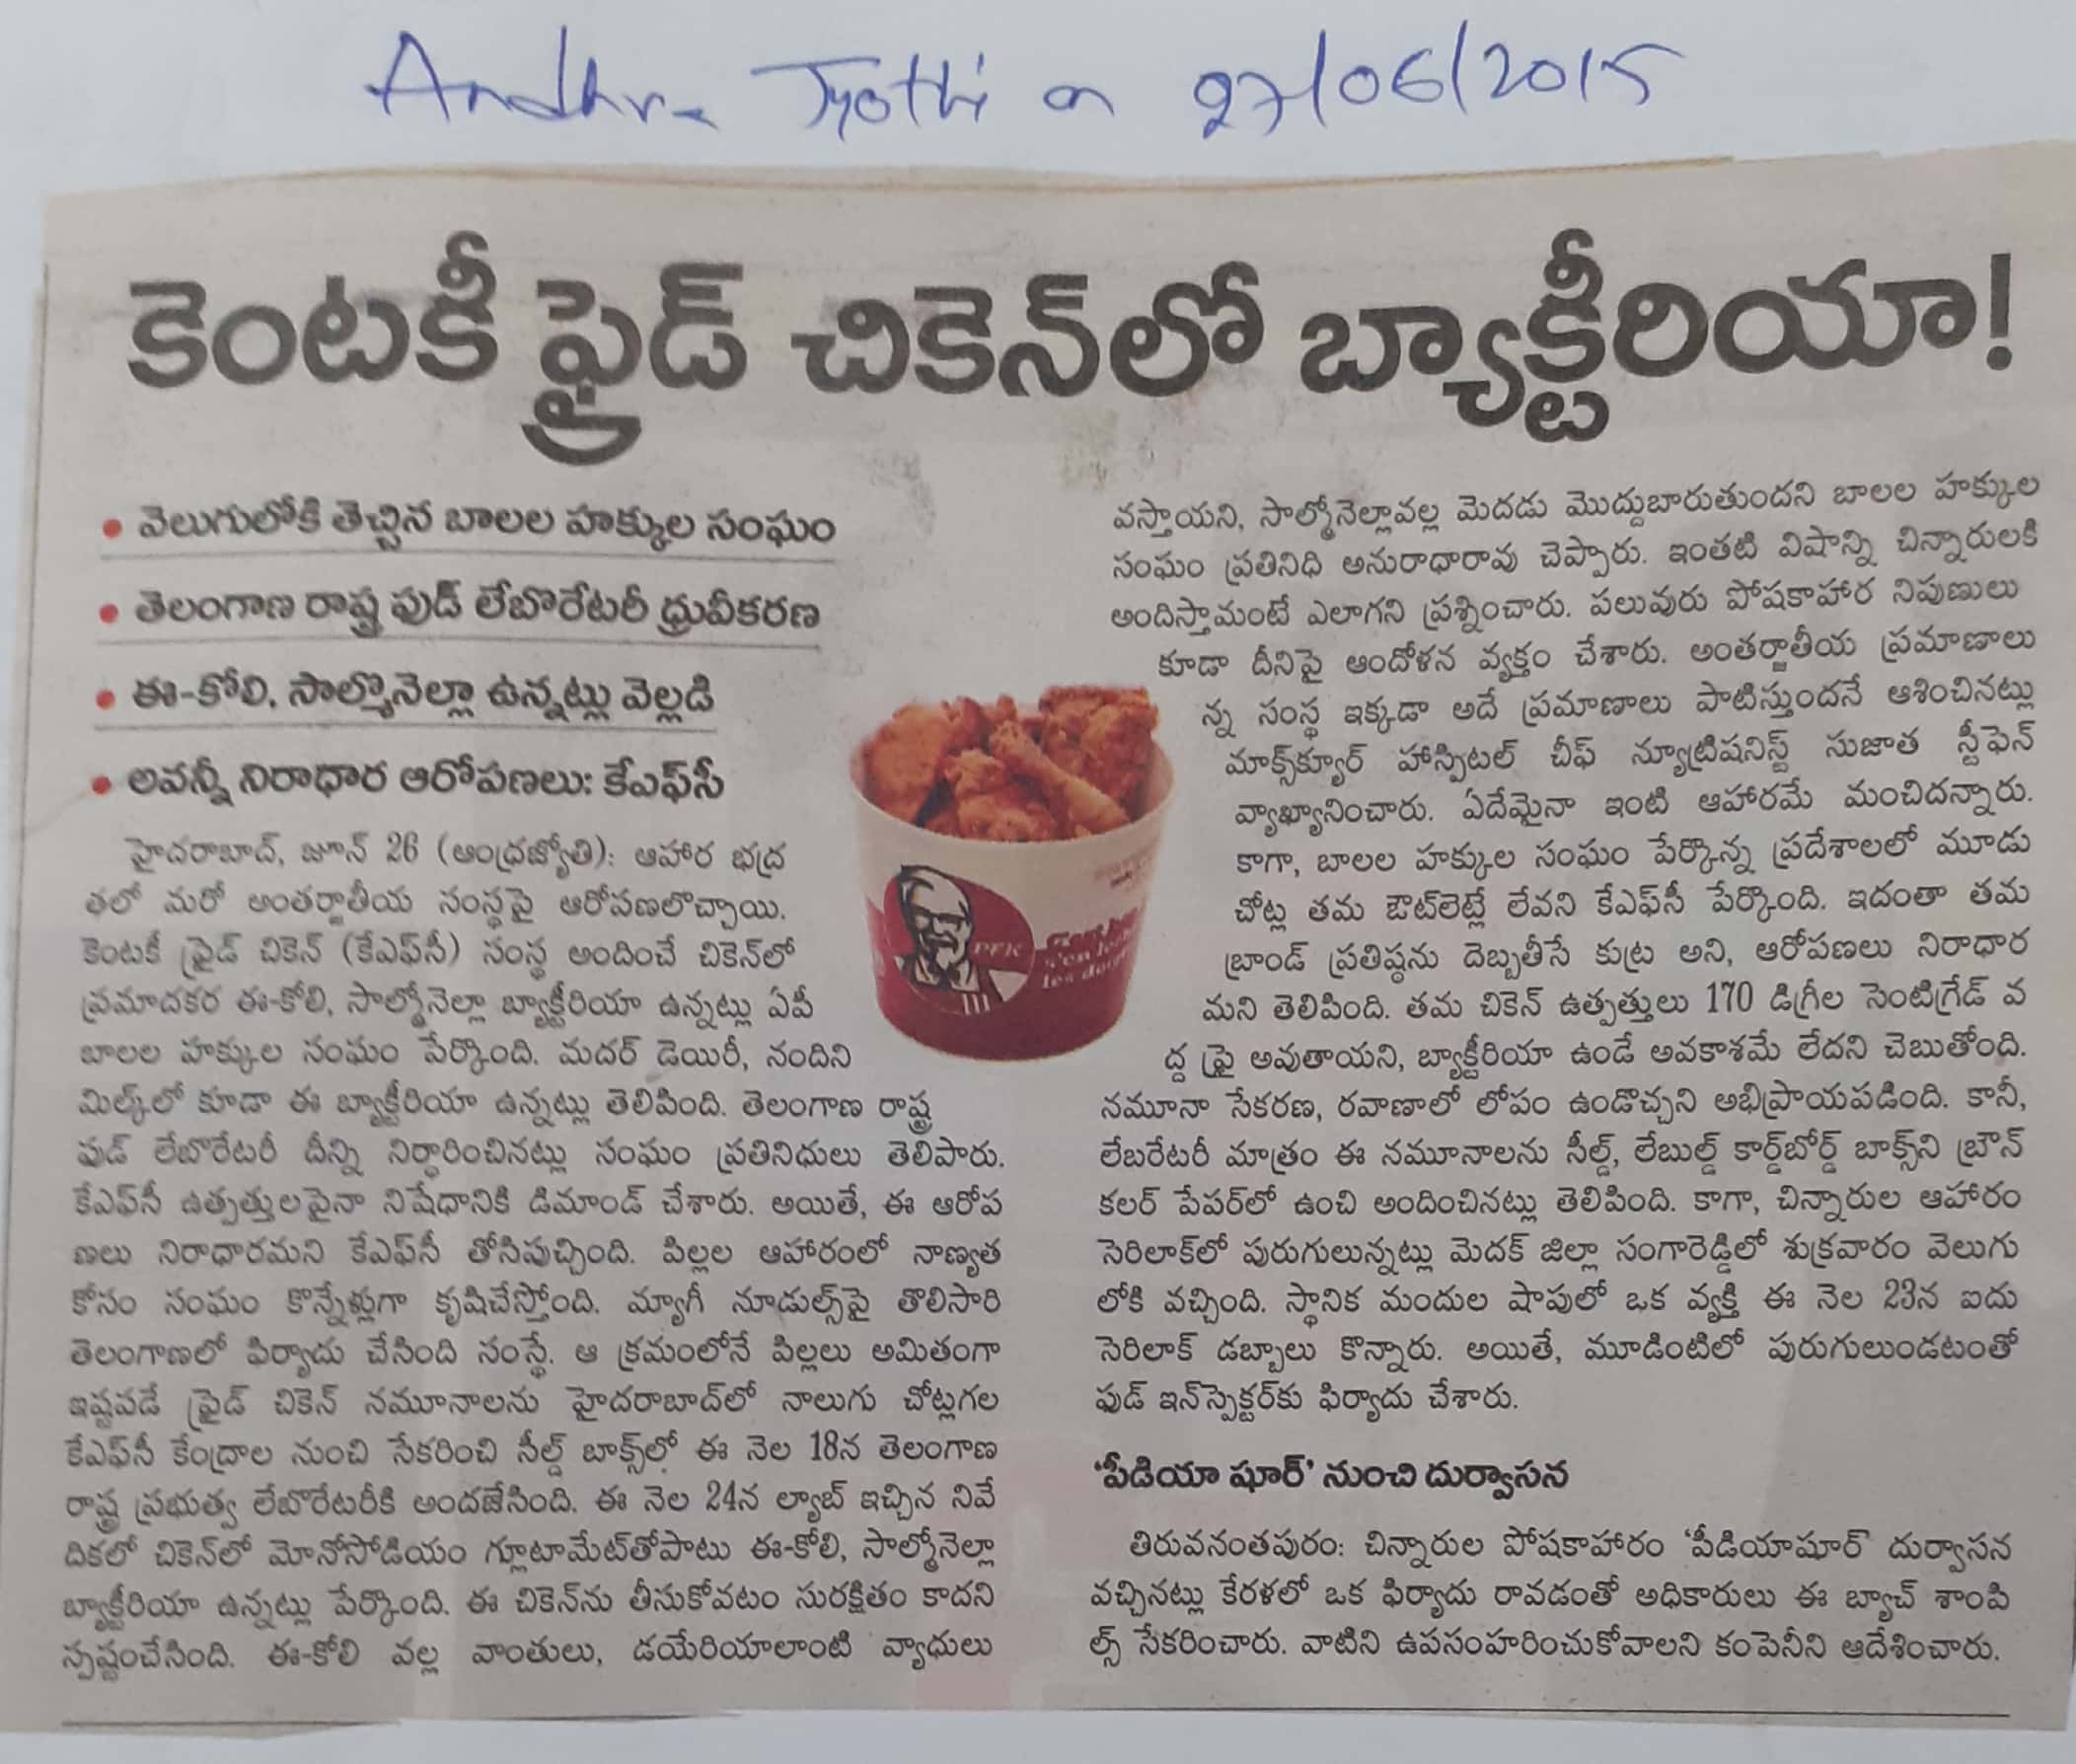 Andhra Jyothi on 27/06/2015
కెంటకీ ఫ్రైడ్ చికెన్‌లో బ్యాక్టీరియా!
• వెలుగులోకి తెచ్చిన బాలల హక్కుల సంఘం
• తెలంగాణ రాష్ట్ర ఫుడ్ లేబొరేటరీ ధ్రువీకరణ
• ఈ-కోలి, సాల్మొనెల్లా ఉన్నట్లు వెల్లడి
• అవన్నీ నిరాధార ఆరోపణలు: కేఎఫ్‌సీ
హైదరాబాద్, జూన్ 26 (ఆంధ్రజ్యోతి): ఆహార భద్ర
తలో మరో అంతర్జాతీయ సంస్థపై ఆరోపణలొచ్చాయి.
కెంటకీ ఫ్రైడ్ చికెన్ (కేఎఫ్‌సీ) సంస్థ అందించే చికెన్‌లో
ప్రమాదకర ఈ-కోలి, సాల్మోనెల్లా బ్యాక్టీరియా ఉన్నట్లు ఏపీ
బాలల హక్కుల సంఘం పేర్కొంది. మదర్ డెయిరీ, నందిని
మిల్క్‌లో కూడా ఈ బ్యాక్టీరియా ఉన్నట్లు తెలిపింది. తెలంగాణ రాష్ట్ర
ఫుడ్ లేబొరేటరీ దీన్ని నిర్ధారించినట్లు సంఘం ప్రతినిధులు తెలిపారు.
కేఎఫ్‌సీ ఉత్పత్తులపైనా నిషేధానికి డిమాండ్ చేశారు. అయితే, ఈ ఆరోప
ణలు నిరాధారమని కేఎఫ్‌సీ తోసిపుచ్చింది. పిల్లల ఆహారంలో నాణ్యత
కోసం సంఘం కొన్నేళ్లుగా కృషిచేస్తోంది. మ్యాగీ నూడుల్స్‌పై తొలిసారి
తెలంగాణలో ఫిర్యాదు చేసింది సంస్థే. ఆ క్రమంలోనే పిల్లలు అమితంగా
ఇష్టపడే ఫ్రైడ్ చికెన్ నమూనాలను హైదరాబాద్‌లో నాలుగు చోట్లగల
కేఎఫ్‌సీ కేంద్రాల నుంచి సేకరించి సీల్డ్ బాక్స్‌లో ఈ నెల 18న తెలంగాణ
రాష్ట్ర ప్రభుత్వ లేబొరేటరీకి అందజేసింది. ఈ నెల 24న ల్యాబ్ ఇచ్చిన నివే
దికలో చికెన్‌లో మోనోసోడియం గ్లూటామేట్‌తోపాటు ఈ-కోలి, సాల్మోనెల్లా
బ్యాక్టీరియా ఉన్నట్లు పేర్కొంది. ఈ చికెన్‌ను తీసుకోవటం సురక్షితం కాదని
స్పష్టంచేసింది. ఈ-కోలి వల్ల వాంతులు, డయేరియాలాంటి వ్యాధులు
వస్తాయని, సాల్మోనెల్లావల్ల మెదడు మొద్దుబారుతుందని బాలల హక్కుల
సంఘం ప్రతినిధి అనురాధారావు చెప్పారు. ఇంతటి విషాన్ని చిన్నారులకి
అందిస్తామంటే ఎలాగని ప్రశ్నించారు. పలువురు పోషకాహార నిపుణులు
కూడా దీనిపై ఆందోళన వ్యక్తం చేశారు. అంతర్జాతీయ ప్రమాణాలు
న్న సంస్థ ఇక్కడా అదే ప్రమాణాలు పాటిస్తుందనే ఆశించినట్లు
మాక్స్‌క్యూర్ హాస్పిటల్ చీఫ్ న్యూట్రిషనిస్ట్ సుజాత స్టీఫెన్
వ్యాఖ్యానించారు. ఏదేమైనా ఇంటి ఆహారమే మంచిదన్నారు.
కాగా, బాలల హక్కుల సంఘం పేర్కొన్న ప్రదేశాలలో మూడు
చోట్ల తమ ఔట్‌లెట్లే లేవని కేఎఫ్‌సీ పేర్కొంది. ఇదంతా తమ
బ్రాండ్ ప్రతిష్ఠను దెబ్బతీసే కుట్ర అని, ఆరోపణలు నిరాధార
మని తెలిపింది. తమ చికెన్ ఉత్పత్తులు 170 డిగ్రీల సెంటిగ్రేడ్ వ
ద్ద ఫ్రై అవుతాయని, బ్యాక్టీరియా ఉండే అవకాశమే లేదని చెబుతోంది.
నమూనా సేకరణ, రవాణాలో లోపం ఉండొచ్చని అభిప్రాయపడింది. కానీ,
లేబరేటరీ మాత్రం ఈ నమూనాలను సీల్డ్, లేబుల్డ్ కార్డ్‌బోర్డ్ బాక్స్‌ని బ్రౌన్
కలర్ పేపర్‌లో ఉంచి అందించినట్లు తెలిపింది. కాగా, చిన్నారుల ఆహారం
సెరిలాక్‌లో పురుగులున్నట్లు మెదక్ జిల్లా సంగారెడ్డిలో శుక్రవారం వెలుగు
లోకి వచ్చింది. స్థానిక మందుల షాపులో ఒక వ్యక్తి ఈ నెల 23న ఐదు
సెరిలాక్ డబ్బాలు కొన్నారు. అయితే, మూడింటిలో పురుగులుండటంతో
ఫుడ్ ఇన్‌స్పెక్టర్‌కు ఫిర్యాదు చేశారు.
‘పీడియా షూర్’ నుంచి దుర్వాసన
తిరువనంతపురం: చిన్నారుల పోషకాహారం ‘పీడియాషూర్’ దుర్వాసన
వచ్చినట్లు కేరళలో ఒక ఫిర్యాదు రావడంతో అధికారులు ఈ బ్యాచ్ శాంపి
ల్స్ సేకరించారు. వాటిని ఉపసంహరించుకోవాలని కంపెనీని ఆదేశించారు.
PFK